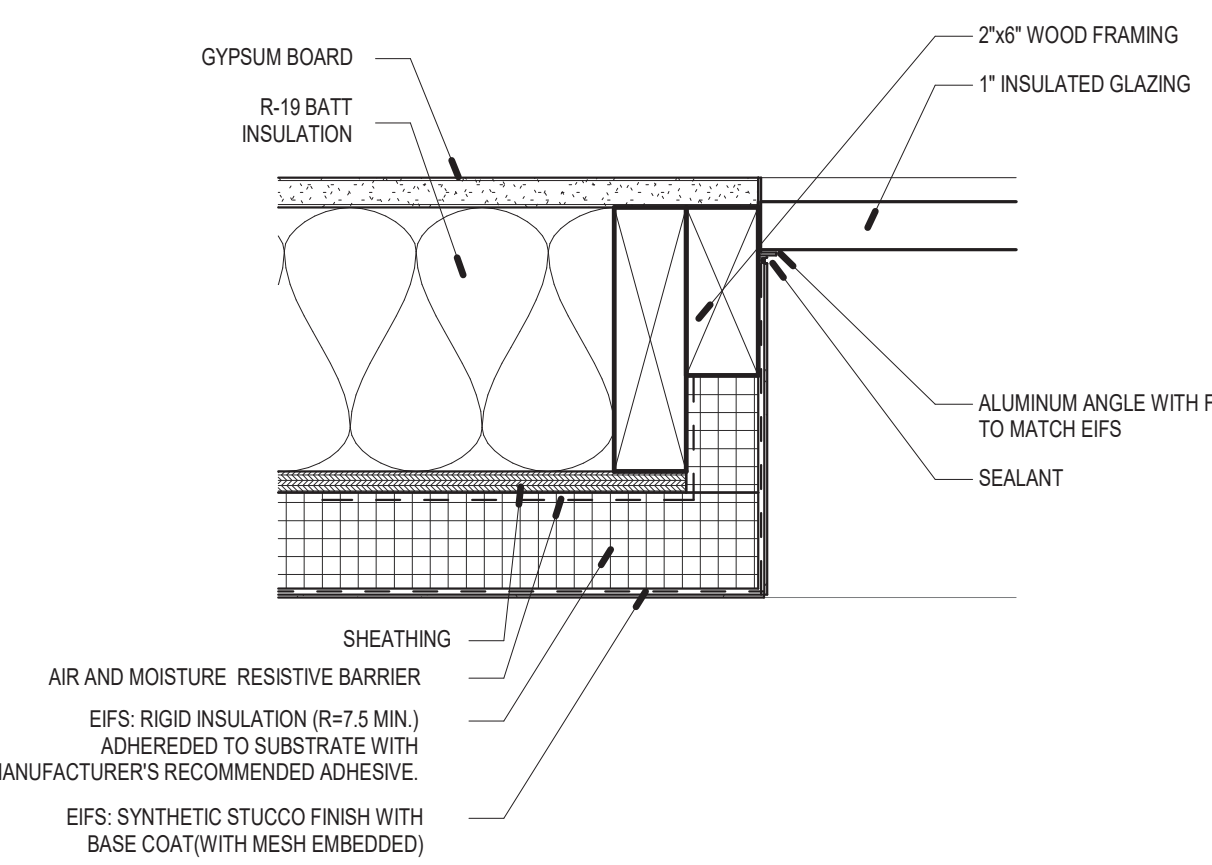 2"x6" WOOD FRAMING
GYPSUM BOARD
1" INSULATED GLAZING
R-19 BATT
INSULATION
ALUMINUM ANGLE WITH
TO MATCH EIFS
SEALANT
SHEATHING
AIR AND MOISTURE RESISTIVE BARRIER
EIFS: RIGID INSULATION (R=7.5 MIN.)
ADHEREDED TO SUBSTRATE WITH
MANUFACTURER'S RECOMMENDED ADHESIVE.
EIFS: SYNTHETIC STUCCO FINISH WITH
BASE COAT(WITH MESH EMBEDDED)